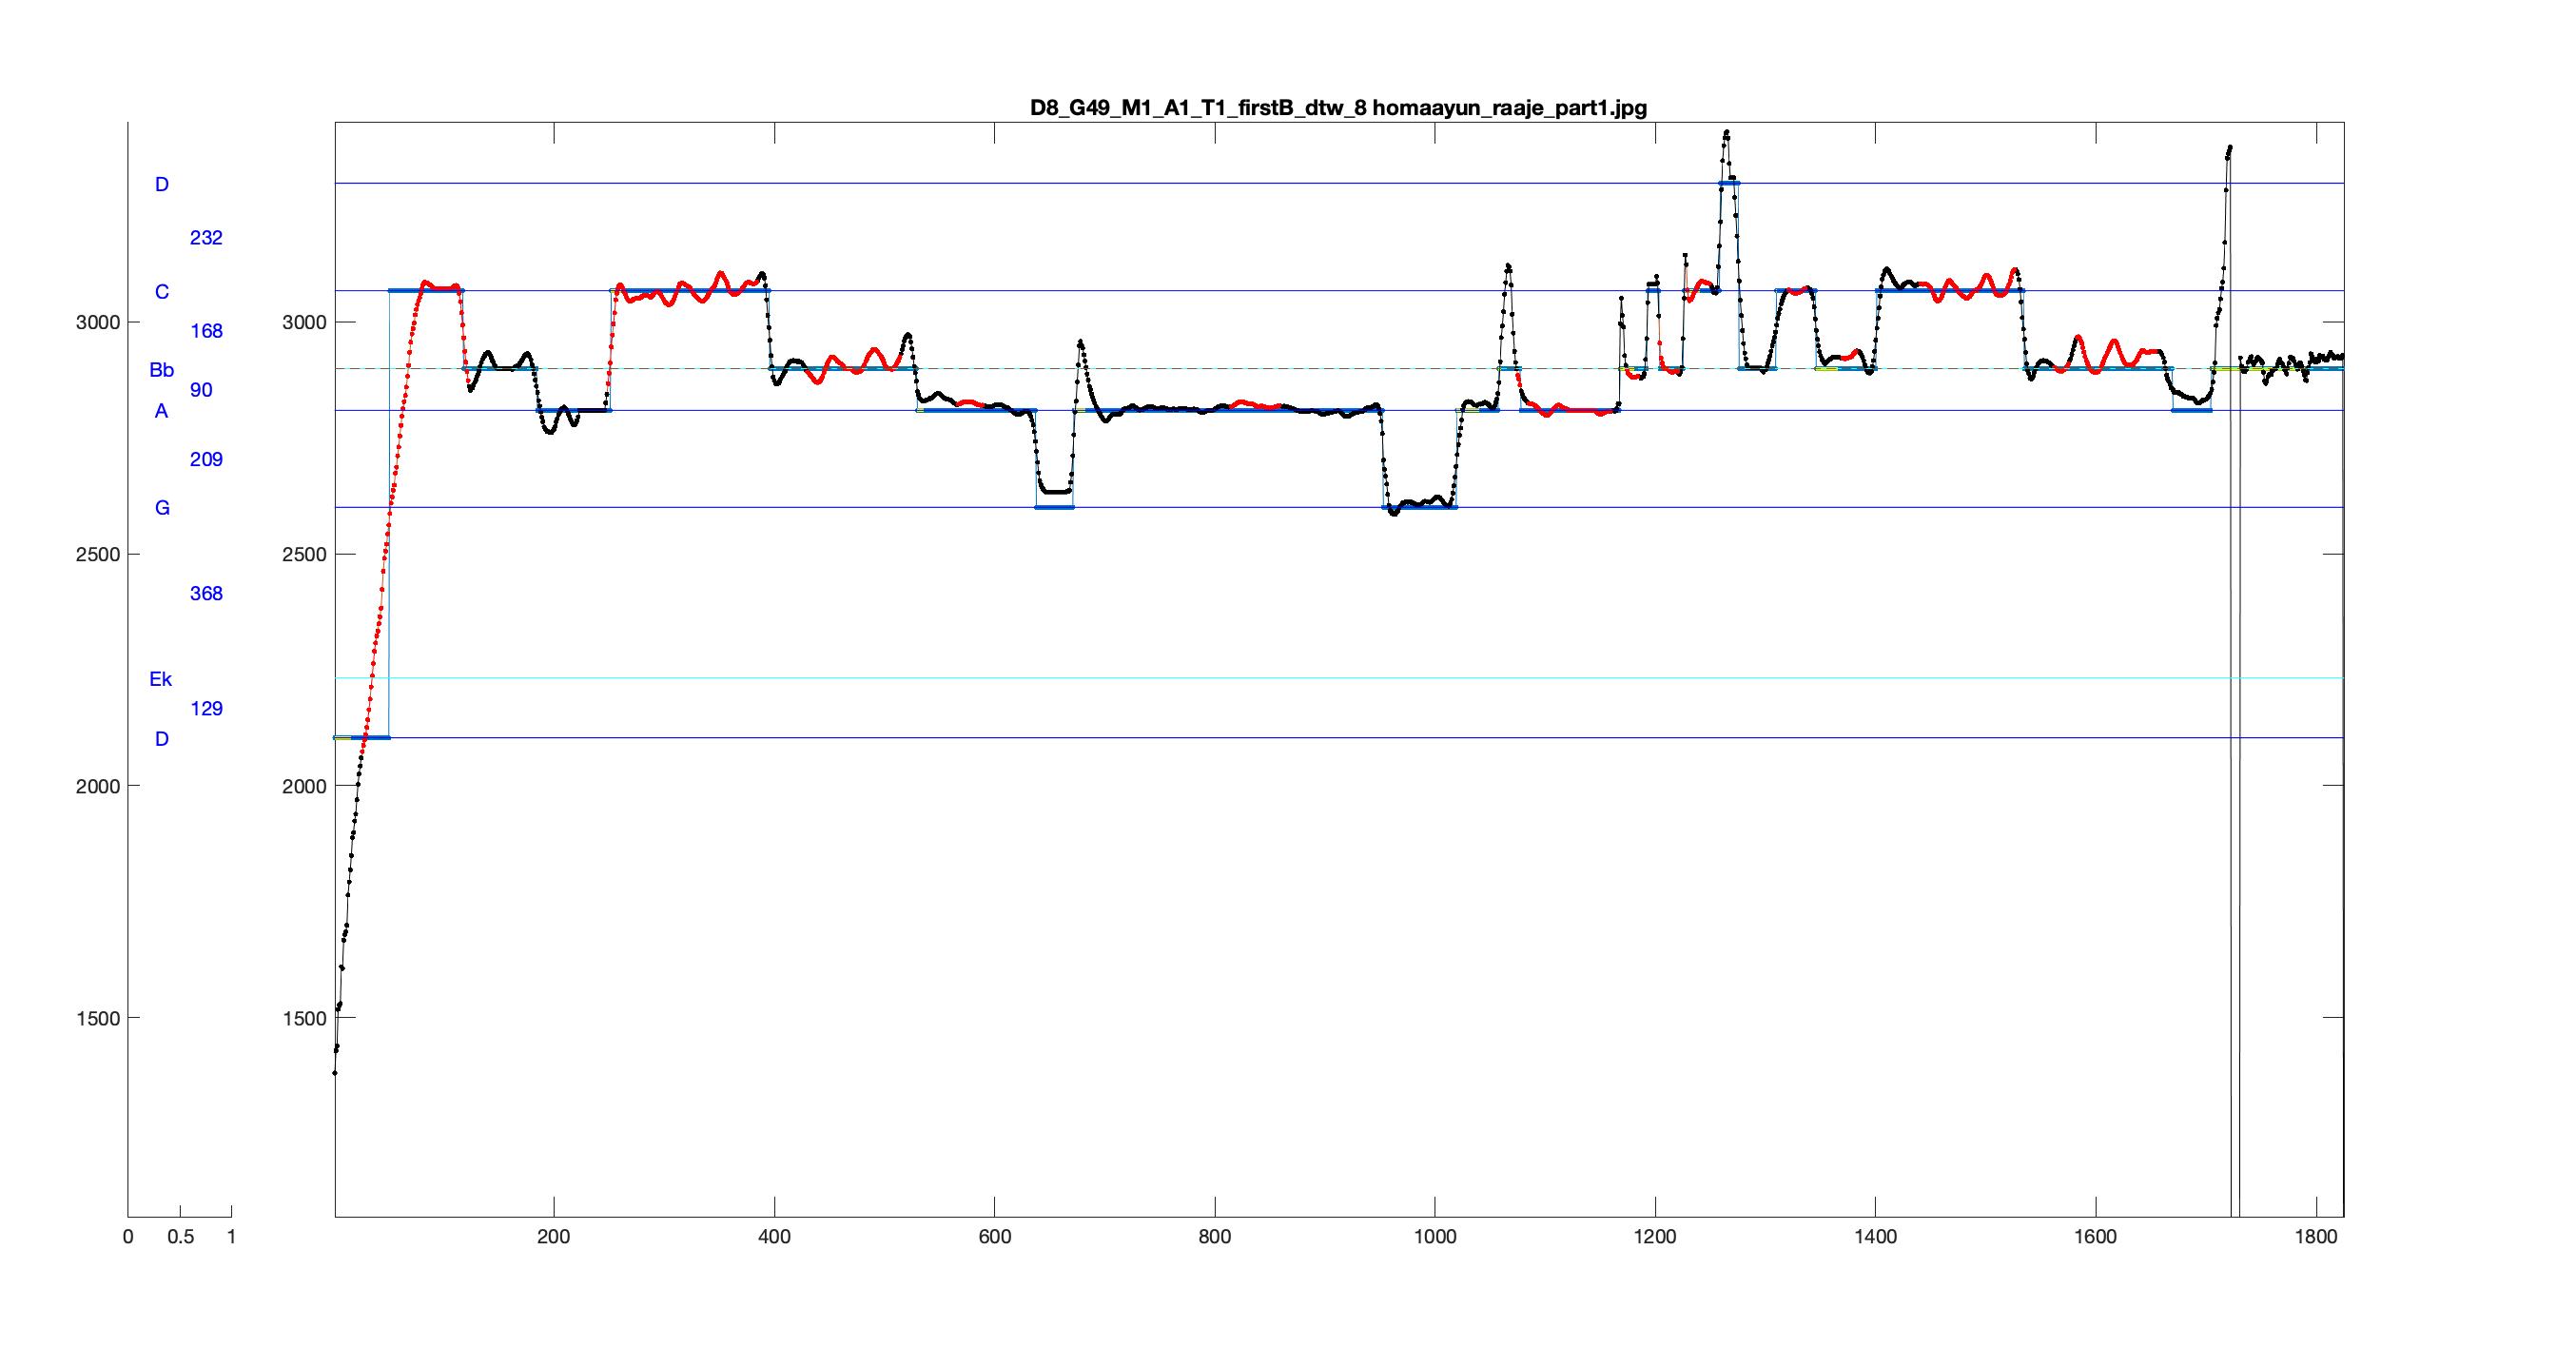 D8_G49_M1_A1_T1_firstB_dtw_8 homaayun_raaje_part1.jpg
D
232
C
3000 3000
168
Bb
90
A
209
G
2500 2500
368
Ek
129
D
2000 2000
1500 1500
0 0.5 1 200 400 600 800 1000 1200 1400 1600 1800